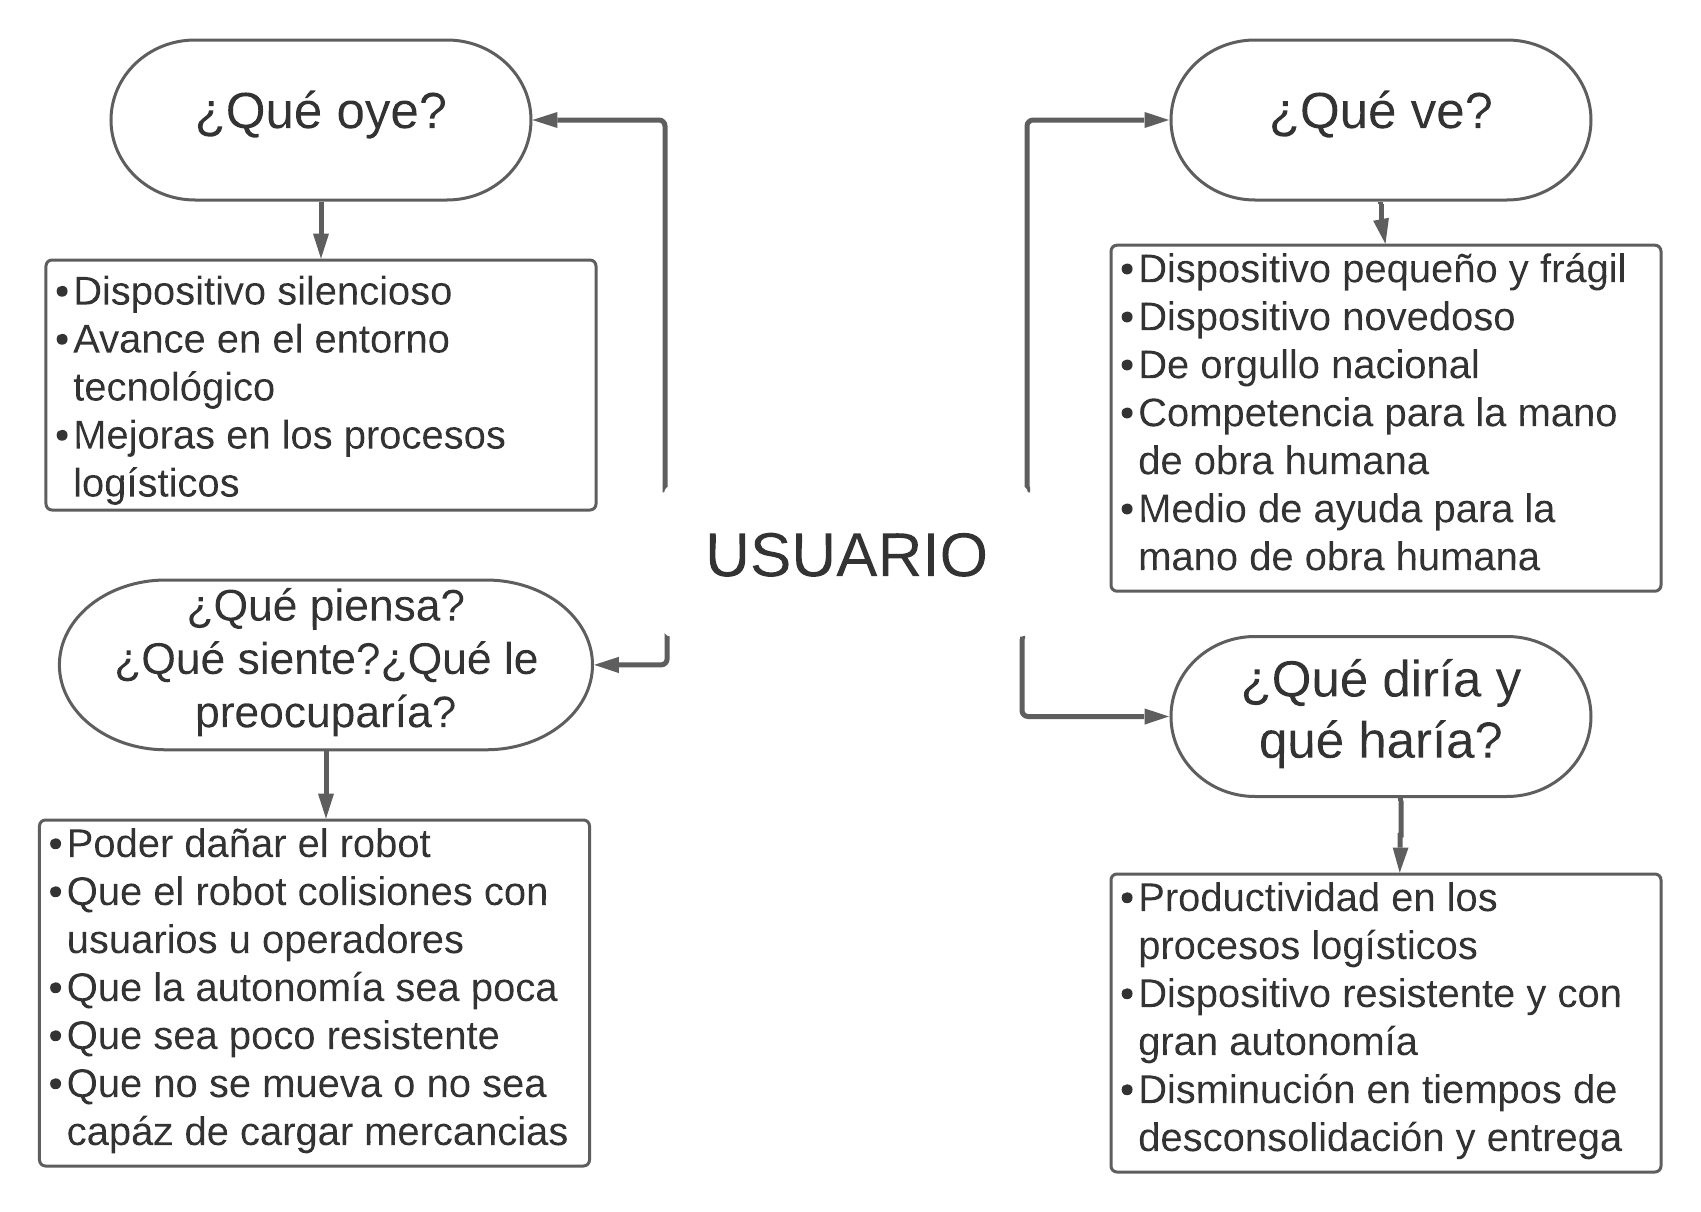 ¿Qué oye?
•Dispositivo silencioso
•Avance en el entorno
tecnológico
•Mejoras en los procesos
logísticos
¿Qué ve?
•Dispositivo pequeño y frágil
•Dispositivo novedoso
•De orgullo nacional
•Competencia para la mano
de obra humana
•Medio de ayuda para la
mano de obra humana
USUARIO
¿Qué piensa?
¿Qué siente?¿Qué le
preocuparía?
•Poder dañar el robot
•Que el robot colisiones con
usuarios u operadores
•Que la autonomía sea poca
•Que sea poco resistente
•Que no se mueva o no sea
capáz de cargar mercancias
¿Qué diría y
qué haría?
•Productividad en los
procesos logísticos
•Dispositivo resistente y con
gran autonomía
•Disminución en tiempos de
desconsolidación y entrega